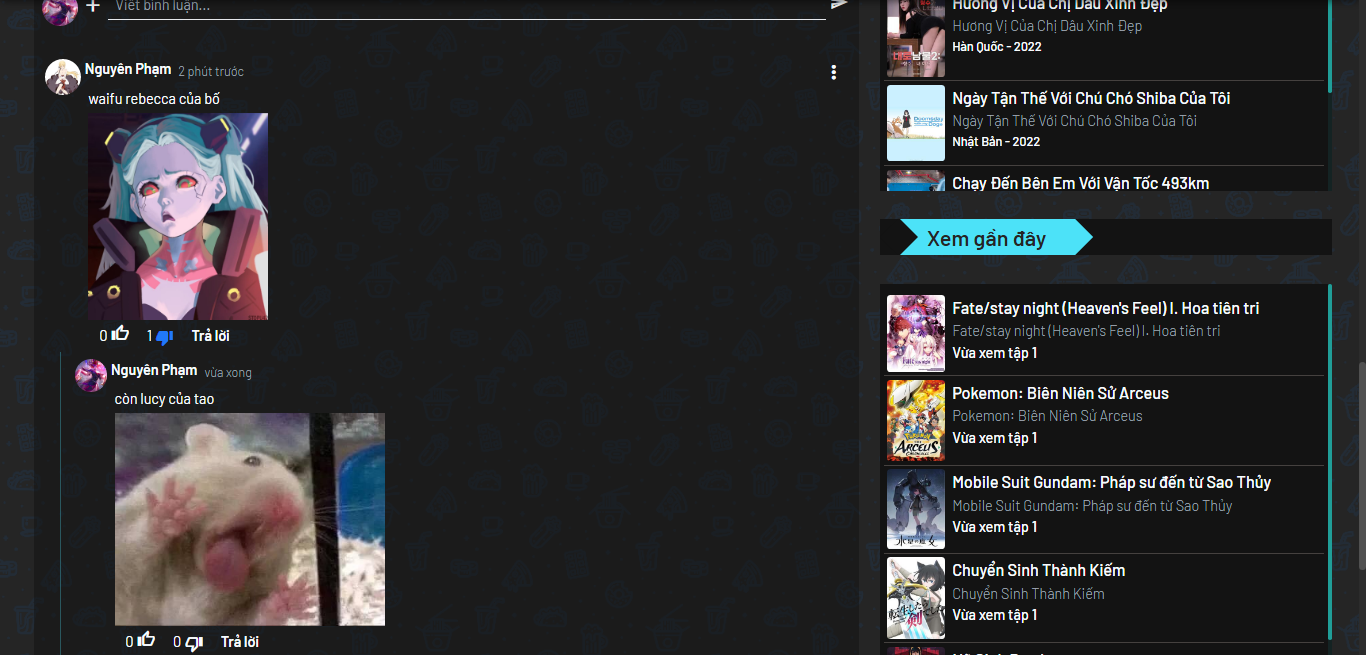 Viết bình luận...
Nguyên Phạm 2 phút trước
waifu rebecca của bố
0 1 Trả lời
Nguyên Phạm vừa xong
còn lucy của tao
0 0 Trả lời
Hương Vị Của Chị Dâu Xinh Đẹp
Hương Vị Của Chị Dâu Xinh Đẹp
Hàn Quốc - 2022
Ngày Tận Thế Với Chú Chó Shiba Của Tôi
Ngày Tận Thế Với Chú Chó Shiba Của Tôi
Nhật Bản - 2022
Chạy Đến Bên Em Với Vận Tốc 493km
Xem gần đây
Fate/stay night (Heaven's Feel) I. Hoa tiên tri
Fate/stay night (Heaven's Feel) I. Hoa tiên tri
Vừa xem tập 1
Pokemon: Biên Niên Sử Arceus
Pokemon: Biên Niên Sử Arceus
Vừa xem tập 1
ARCEUS
Mobile Suit Gundam: Pháp sư đến từ Sao Thủy
Mobile Suit Gundam: Pháp sư đến từ Sao Thủy
Vừa xem tập 1
Chuyển Sinh Thành Kiếm
Chuyển Sinh Thành Kiếm
Vừa xem tập 1